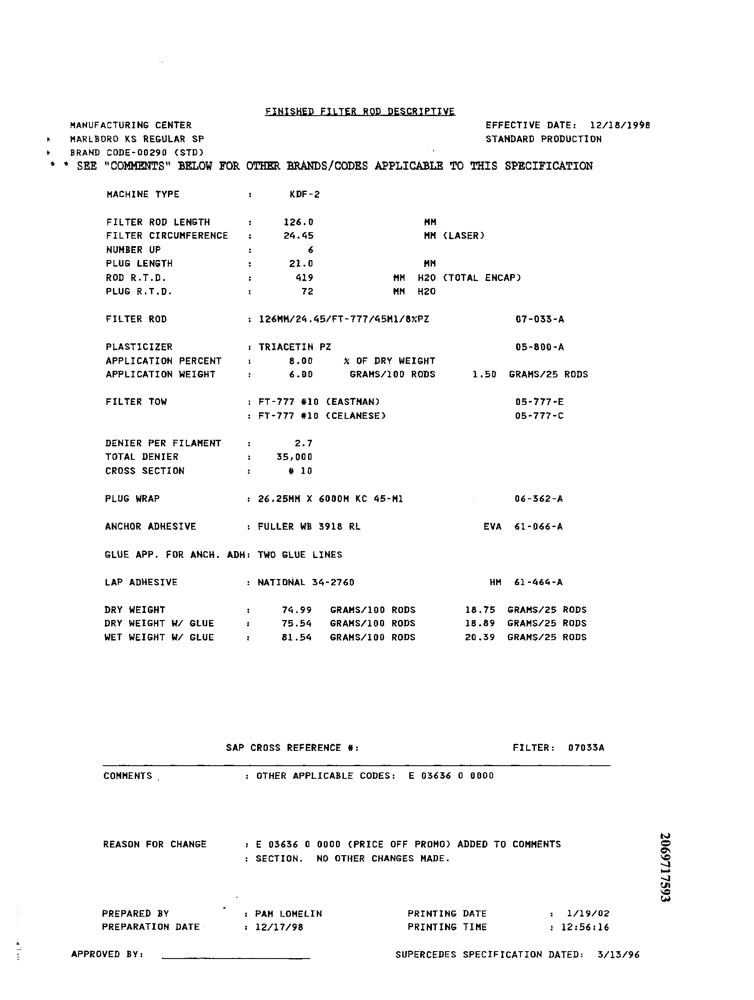 FINISHED FILTER ROD DESCRIPTIVE
MANUFACTURING CENTER EFFECTIVE DATE: 12/18/1998
* MARLBORO KS REGULAR SP STANDARD PRODUCTION
* BRAND CODE-00290 (STD)
* * SEE "COMMENTS" BELOW FOR OTHER BRANDS/CODES APPLICABLE TO THIS SPECIFICATION
MACHINE TYPE : KDF-2
FILTER ROD LENGTH : 126.0 MM
FILTER CIRCUMFERENCE : 24.45 MM (LASER)
NUMBER UP : 6
PLUG LENGTH : 21.0 MM
ROD R.T.D. : 419 MM H2O (TOTAL ENCAP)
PLUG R.T.D. : 72 MM H2O
FILTER ROD : 126MM/24.45/FT-777/45M1/8%PZ 07-033-A
PLASTICIZER : TRIACETIN PZ 05-800-A
APPLICATION PERCENT : 8.00 % OF DRY WEIGHT
APPLICATION WEIGHT : 6.00 GRAMS/100 RODS 1.50 GRAMS/25 RODS
FILTER TOW : FT-777 #10 (EASTMAN) 05-777-E
: FT-777 #10 (CELANESE) 05-777-C
DENIER PER FILAMENT : 2.7
TOTAL DENIER : 35,000
CROSS SECTION : # 10
PLUG WRAP : 26.25MM X 6000M KC 45-M1 06-362-A
ANCHOR ADHESIVE : FULLER WB 3918 RL EVA 61-066-A
GLUE APP. FOR ANCH. ADH: TWO GLUE LINES
LAP ADHESIVE : NATIONAL 34-2760 HM 61-464-A
DRY WEIGHT : 74.99 GRAMS/100 RODS 18.75 GRAMS/25 RODS
DRY WEIGHT W/ GLUE : 75.54 GRAMS/100 RODS 18.89 GRAMS/25 RODS
WET WEIGHT W/ GLUE : 81.54 GRAMS/100 RODS 20.39 GRAMS/25 RODS
SAP CROSS REFERENCE #: FILTER: 07033A
COMMENTS : OTHER APPLICABLE CODES: E 03636 0 0000
REASON FOR CHANGE : E 03636 0 0000 (PRICE OFF PROMO) ADDED TO COMMENTS
: SECTION. NO OTHER CHANGES MADE.
2069717593
PREPARED BY : PAM LOMELIN PRINTING DATE : 1/19/02
PREPARATION DATE : 12/17/98 PRINTING TIME : 12:56:16
APPROVED BY: SUPERCEDES SPECIFICATION DATED: 3/13/96